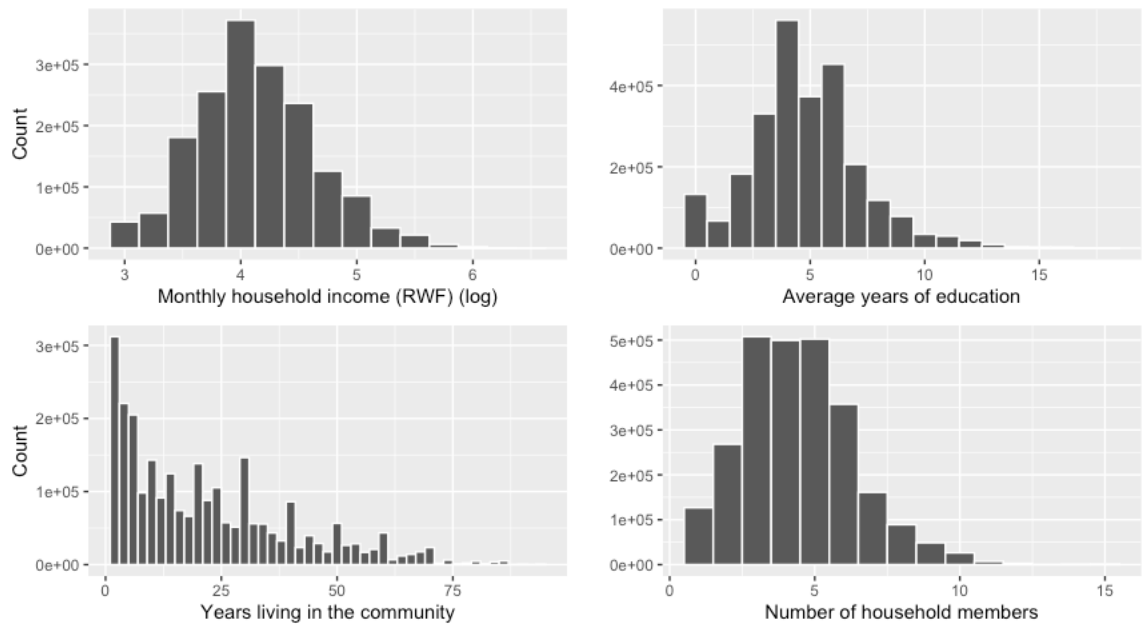 Count
3e+05
2e+05
1e+05
0e+00
3
4
5
6
Monthly household income (RWF) (log)
4e+05
2e+05
0e+00
0
5
10
15
Average years of education
Count
3e+05
2e+05
1e+05
0e+00
0
25
50
75
Years living in the community
5e+05
4e+05
3e+05
2e+05
1e+05
0e+00
0
5
10
15
Number of household members